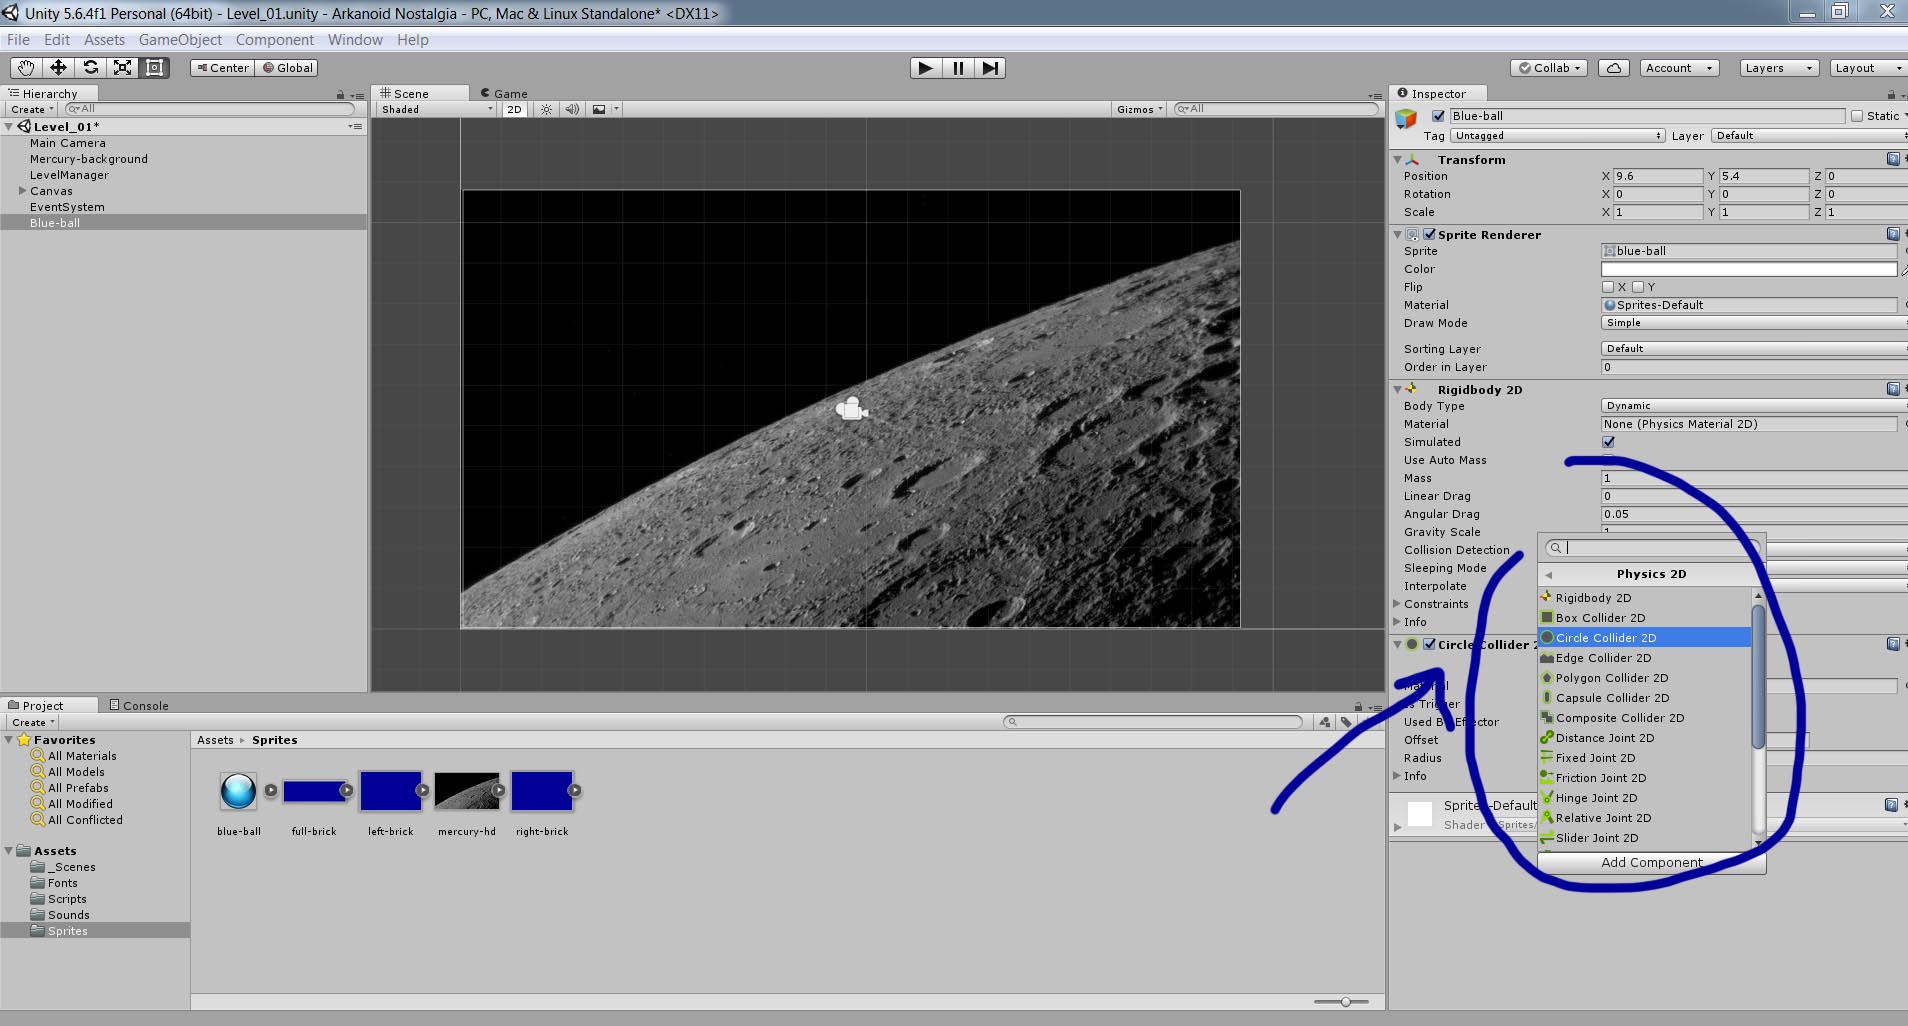 Unity 5.6.4f1 Personal (64bit) - Level_01.unity - Arkanoid Nostalgia - PC, Mac & Linux Standalone* <DX11>
File Edit Assets GameObject Component Window Help
Center Global Collab Account Layers Layout
Hierarchy
Create All
Level_01*
Main Camera
Mercury-background
LevelManager
Canvas
EventSystem
Blue-ball
Scene Game
Shaded 2D Gizmos All
Inspector
Blue-ball Static
Tag Untagged Layer Default
Transform
Position X 9.6 Y 5.4 Z 0
Rotation X 0 Y 0 Z 0
Scale X 1 Y 1 Z 1
Sprite Renderer
Sprite blue-ball
Color
Flip X Y
Material Sprites-Default
Draw Mode Simple
Sorting Layer Default
Order in Layer 0
Rigidbody 2D
Body Type Dynamic
Material None (Physics Material 2D)
Simulated
Use Auto Mass
Mass 1
Linear Drag 0
Angular Drag 0.05
Gravity Scale 1
Collision Detection
Sleeping Mode
Interpolate
Constraints
Info
Circle Collider 2
Used By Effector
Offset
Radius
Info
Sprites-Default
Shader Sprites/
Physics 2D
Rigidbody 2D
Box Collider 2D
Circle Collider 2D
Edge Collider 2D
Polygon Collider 2D
Capsule Collider 2D
Composite Collider 2D
Distance Joint 2D
Fixed Joint 2D
Friction Joint 2D
Hinge Joint 2D
Relative Joint 2D
Slider Joint 2D
Add Component
Project Console
Create
Favorites
All Materials
All Models
All Prefabs
All Modified
All Conflicted
Assets
_Scenes
Fonts
Scripts
Sounds
Sprites
Assets ▸ Sprites
blue-ball full-brick left-brick mercury-hd right-brick